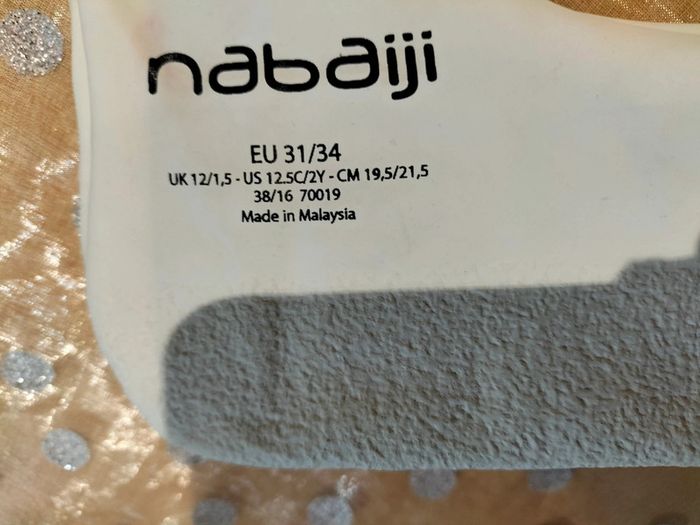 nabaiji
EU 31/34
UK 12/1,5 - US 12.5C/2Y - CM 19,5/21,5
38/16 70019
Made in Malaysia